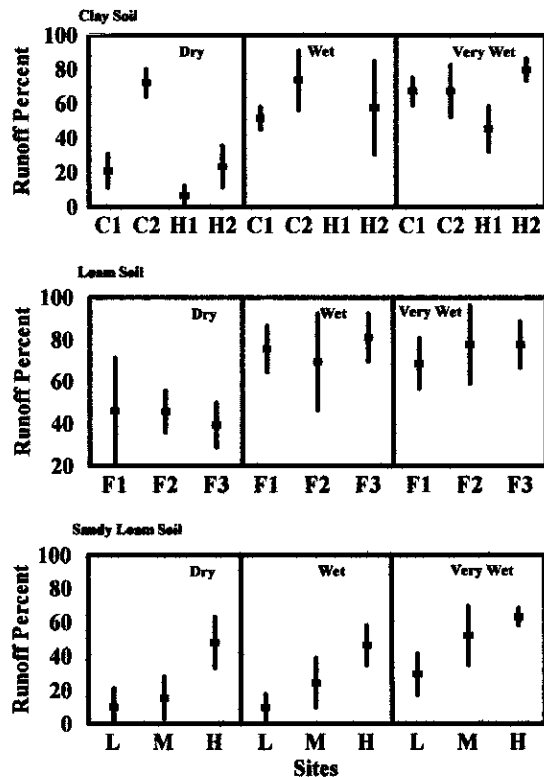 Clay Soil
Runoff Percent
100
80
60
40
20
0
Dry
Wet
Very Wet
C1 C2 H1 H2 C1 C2 H1 H2 C1 C2 H1 H2
Loam Soil
Runoff Percent
100
80
60
40
20
Dry
Wet
Very Wet
F1 F2 F3 F1 F2 F3 F1 F2 F3
Sandy Loam Soil
Runoff Percent
100
80
60
40
20
0
Dry
Wet
Very Wet
L M H L M H L M H
Sites